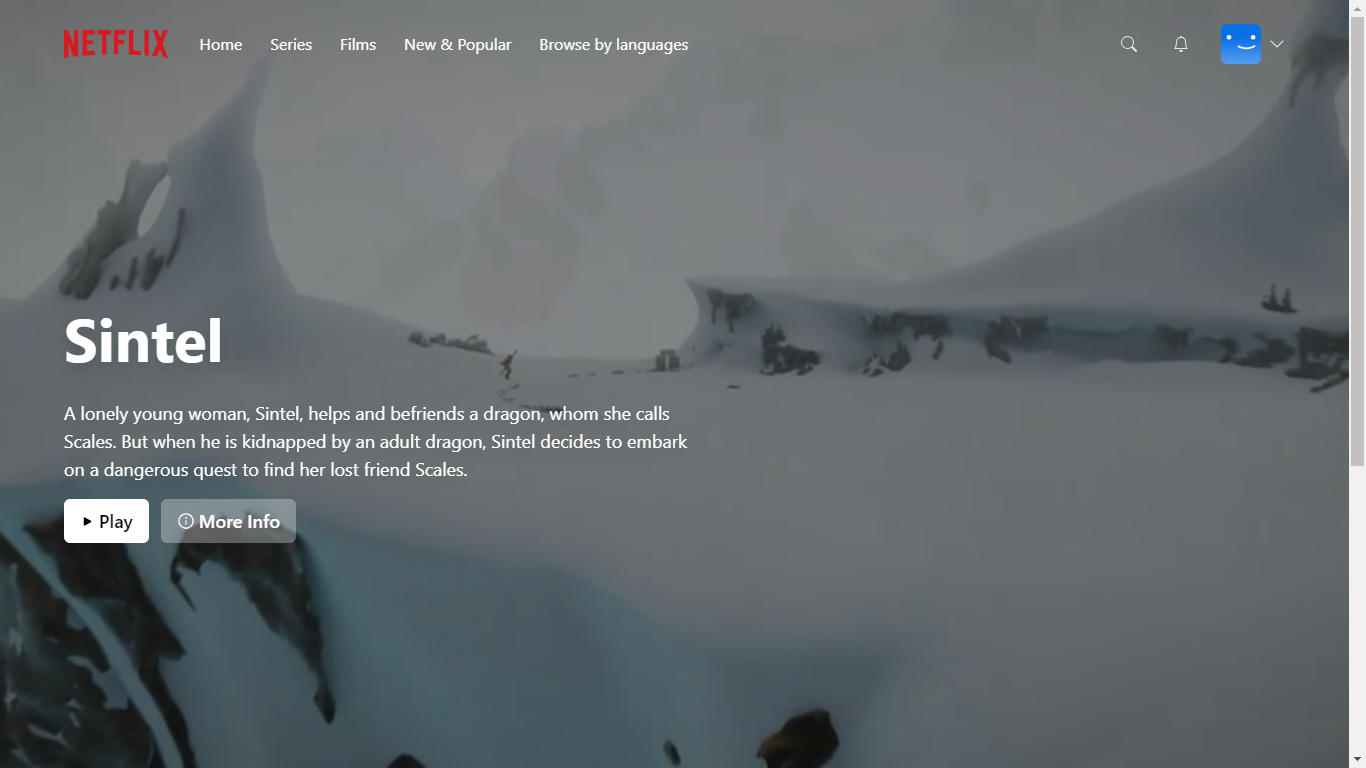 NETFLIX Home Series Films New & Popular Browse by languages
Sintel
A lonely young woman, Sintel, helps and befriends a dragon, whom she calls
Scales. But when he is kidnapped by an adult dragon, Sintel decides to embark
on a dangerous quest to find her lost friend Scales.
Play More Info